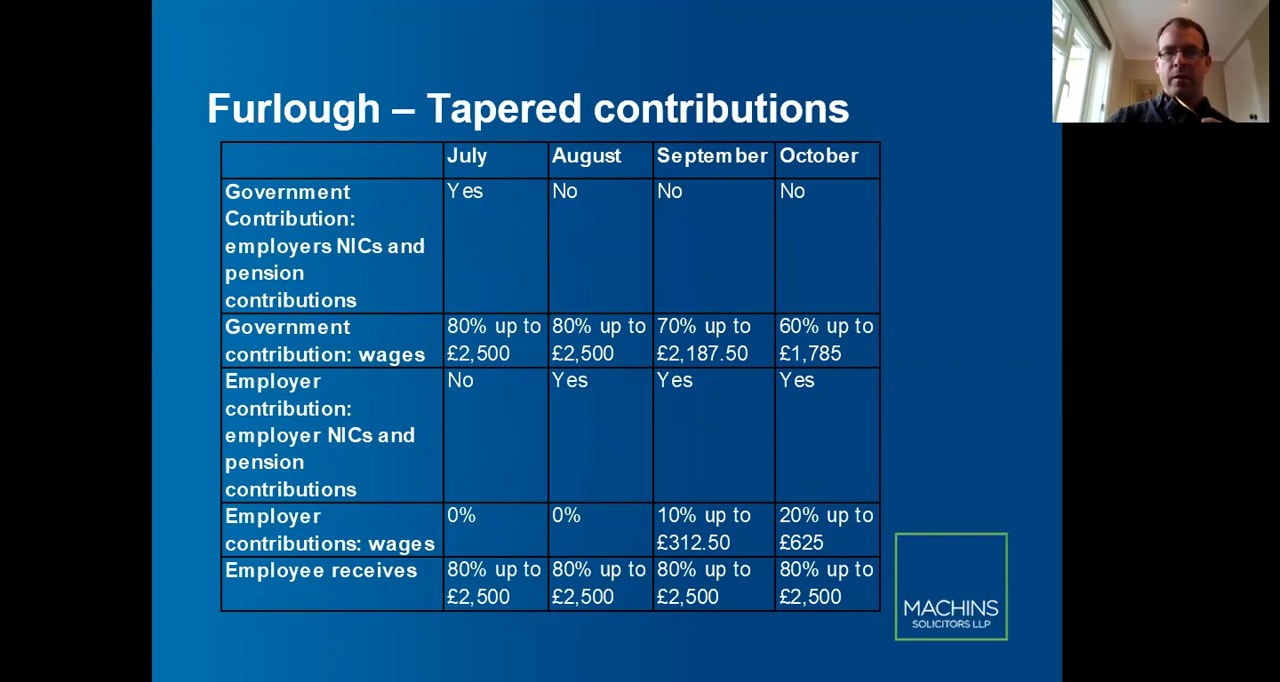 Furlough – Tapered contributions
July August September October
Government Contribution: employers NICs and pension contributions Yes No No No
Government contribution: wages 80% up to £2,500 80% up to £2,500 70% up to £2,187.50 60% up to £1,785
Employer contribution: employer NICs and pension contributions No Yes Yes Yes
Employer contributions: wages 0% 0% 10% up to £312.50 20% up to £625
Employee receives 80% up to £2,500 80% up to £2,500 80% up to £2,500 80% up to £2,500
MACHINS
SOLICITORS LLP